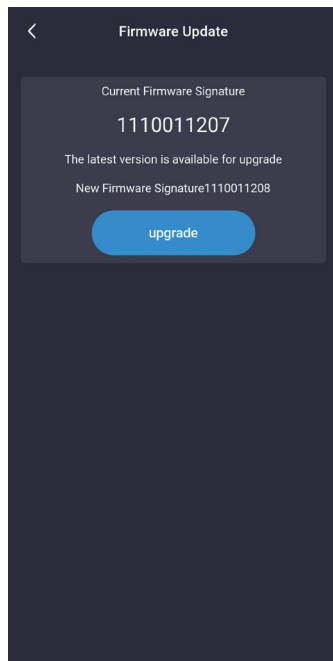 Firmware Update
Current Firmware Signature
1110011207
The latest version is available for upgrade
New Firmware Signature1110011208
upgrade